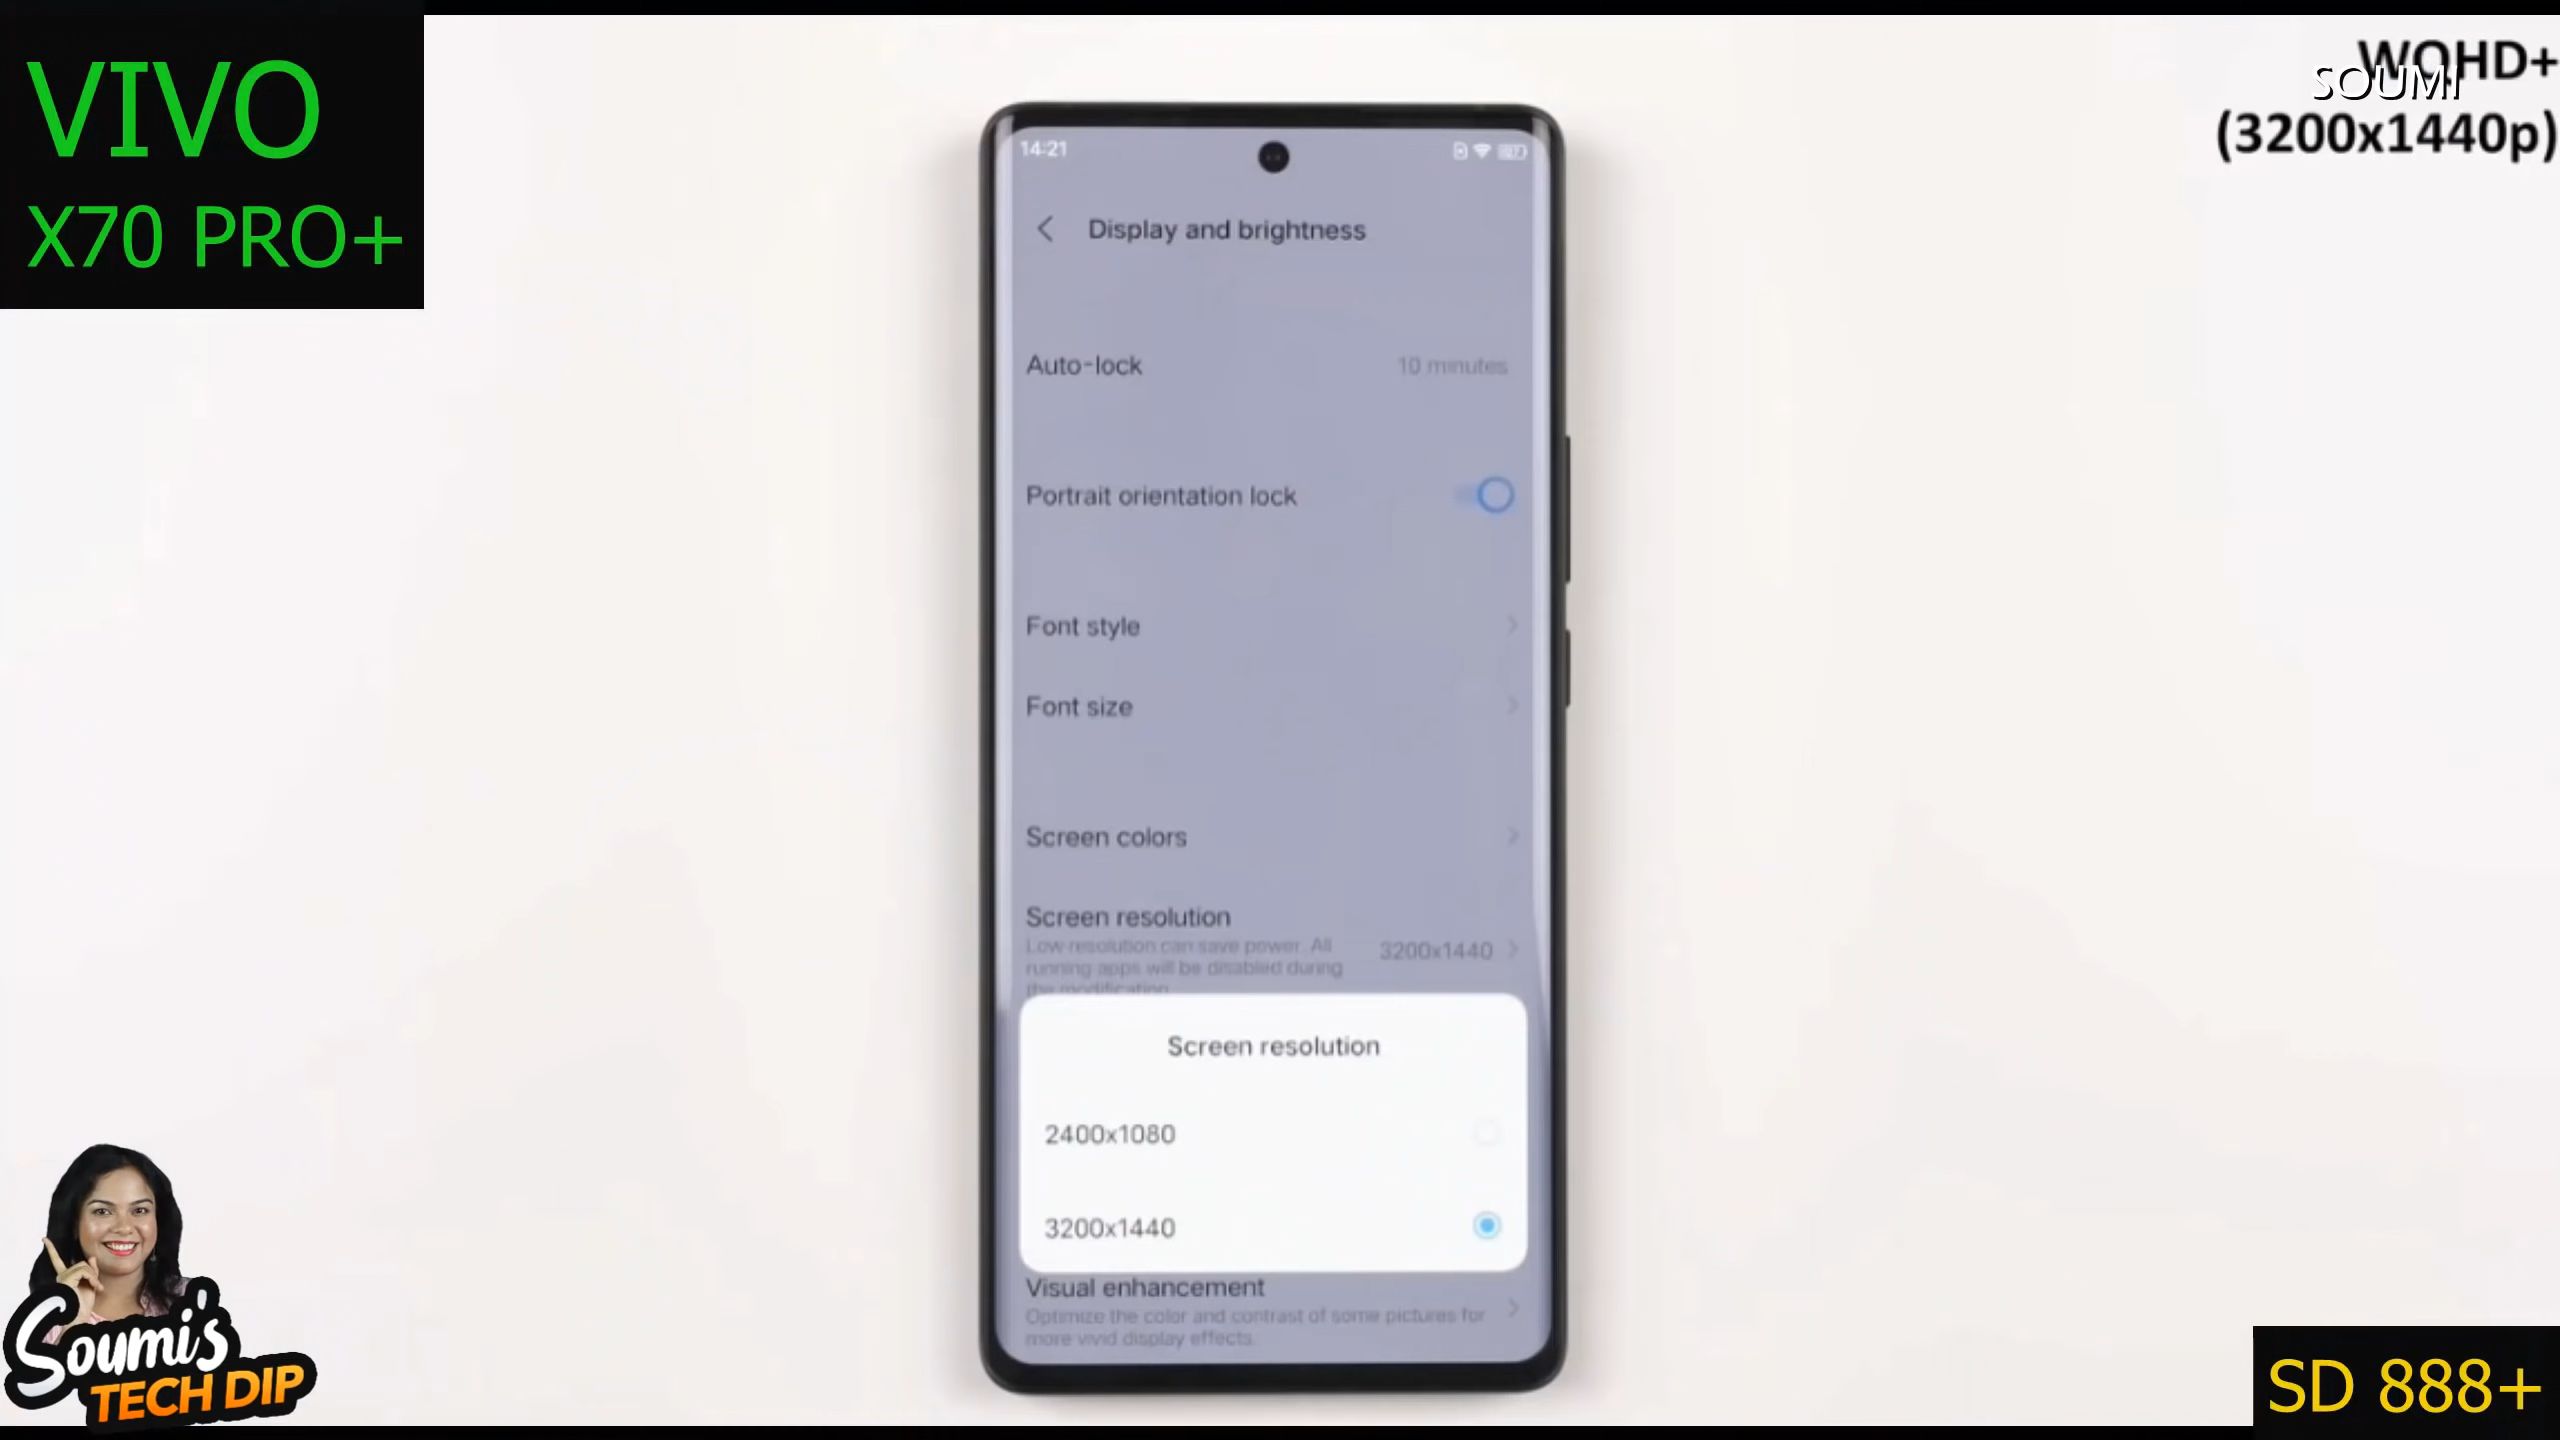 VIVO
X70 PRO+
WQHD+
SOUMI
(3200x1440p)
14:21
Display and brightness
Auto-lock
10 minutes
Portrait orientation lock
Font style
Font size
Screen colors
Screen resolution
Low resolution can save power. All
running apps will be disabled during
the modification.
3200x1440
Screen resolution
2400x1080
3200x1440
Visual enhancement
Optimize the color and contrast of some pictures for
more vivid display effects.
Soumi's
TECH DIP
SD 888+